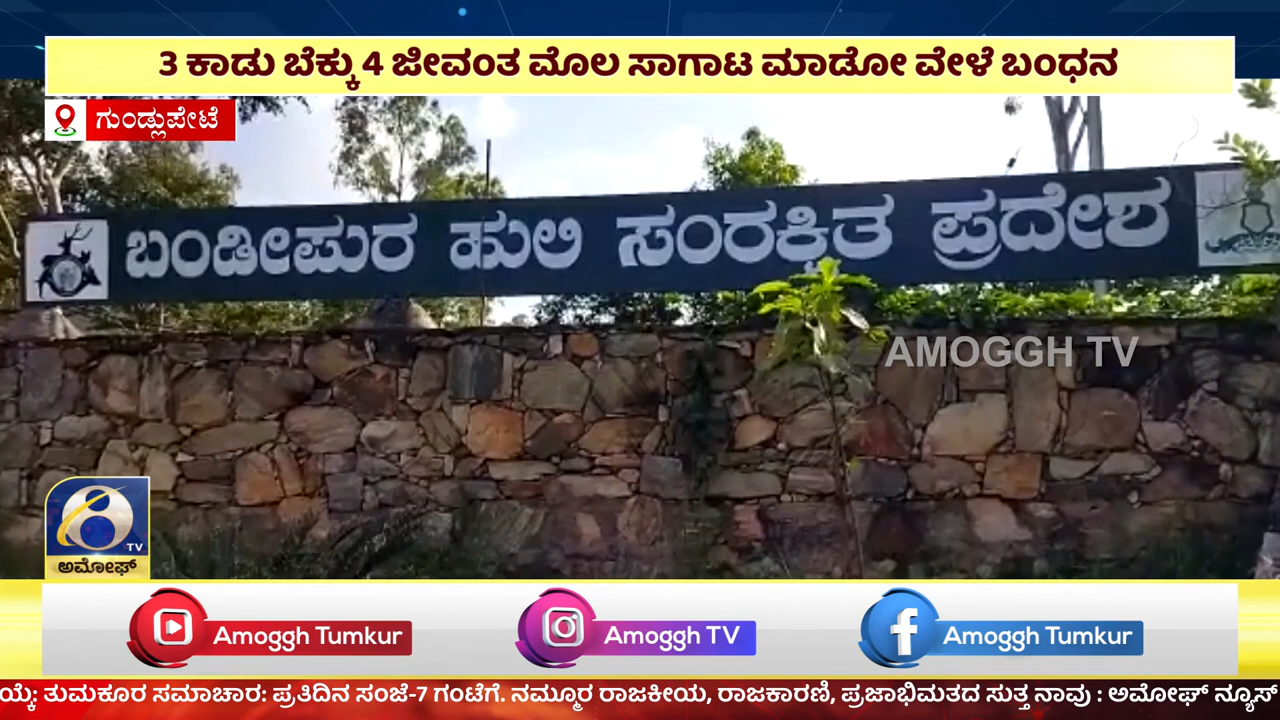 3 ಕಾಡು ಬೆಕ್ಕು 4 ಜೀವಂತ ಮೊಲ ಸಾಗಾಟ ಮಾಡೋ ವೇಳೆ ಬಂಧನ
ಗುಂಡ್ಲುಪೇಟೆ
ಬಂಡೀಪುರ ಹುಲಿ ಸಂರಕ್ಷಿತ ಪ್ರದೇಶ
AMOGGH TV
TV
ಅಮೋಘ್
Amoggh Tumkur
Amoggh TV
Amoggh Tumkur
ತುಮಕೂರ ಸಮಾಚಾರ: ಪ್ರತಿದಿನ ಸಂಜೆ-7 ಗಂಟೆಗೆ. ನಮ್ಮೂರ ರಾಜಕೀಯ, ರಾಜಕಾರಣಿ, ಪ್ರಜಾಭಿಮತದ ಸುತ್ತ ನಾವು : ಅಮೋಘ್ ನ್ಯೂಸ್